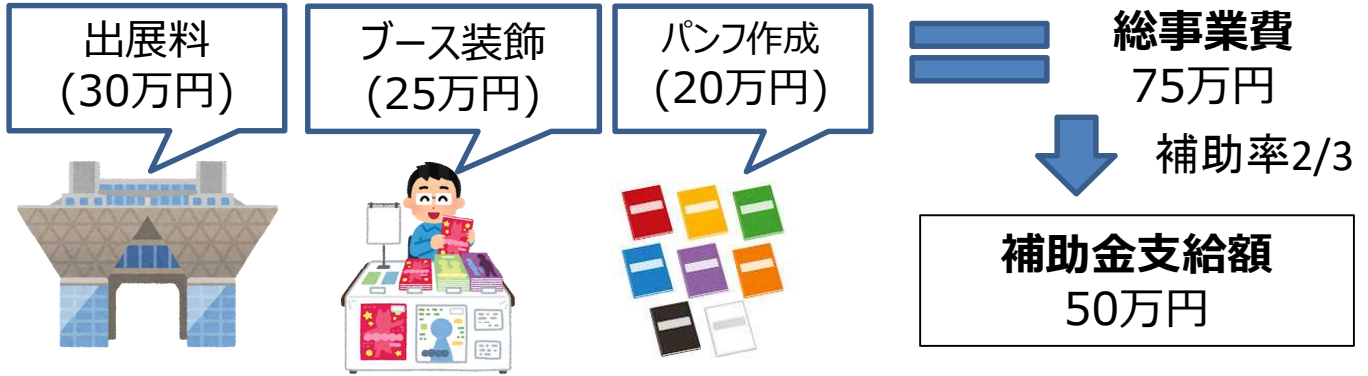 出展料
(30万円)
ブース装飾
(25万円)
パンフ作成
(20万円)
総事業費
75万円
補助率2/3
補助金支給額
50万円